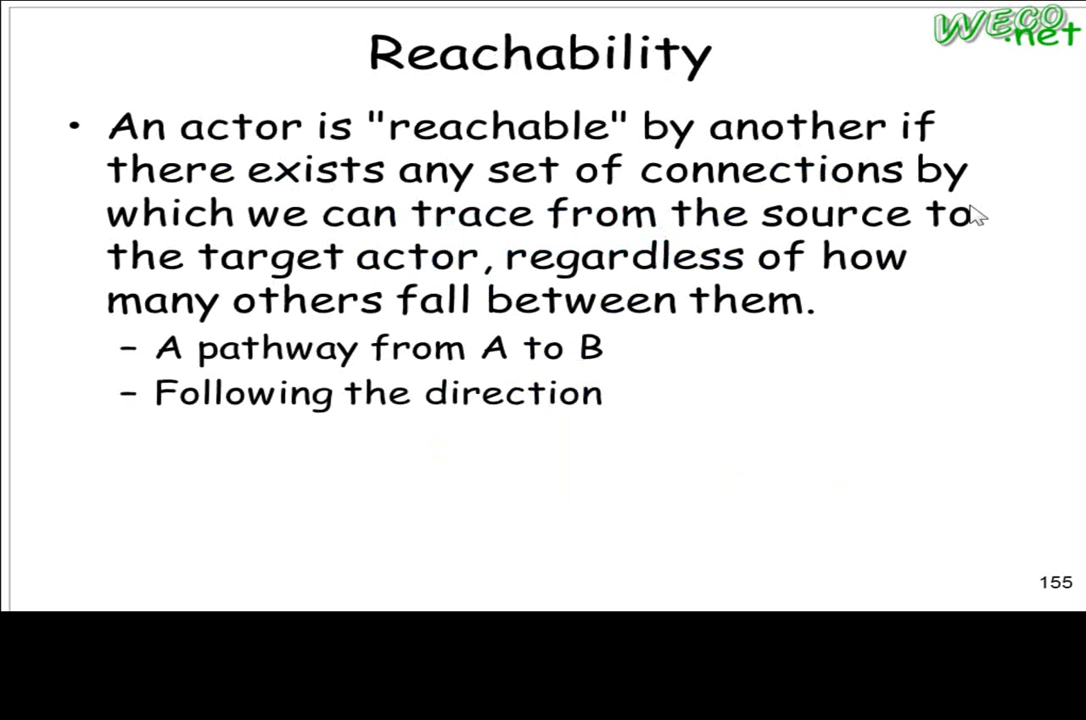 WECO
.net
Reachability
• An actor is "reachable" by another if
there exists any set of connections by
which we can trace from the source to
the target actor, regardless of how
many others fall between them.
– A pathway from A to B
– Following the direction
155